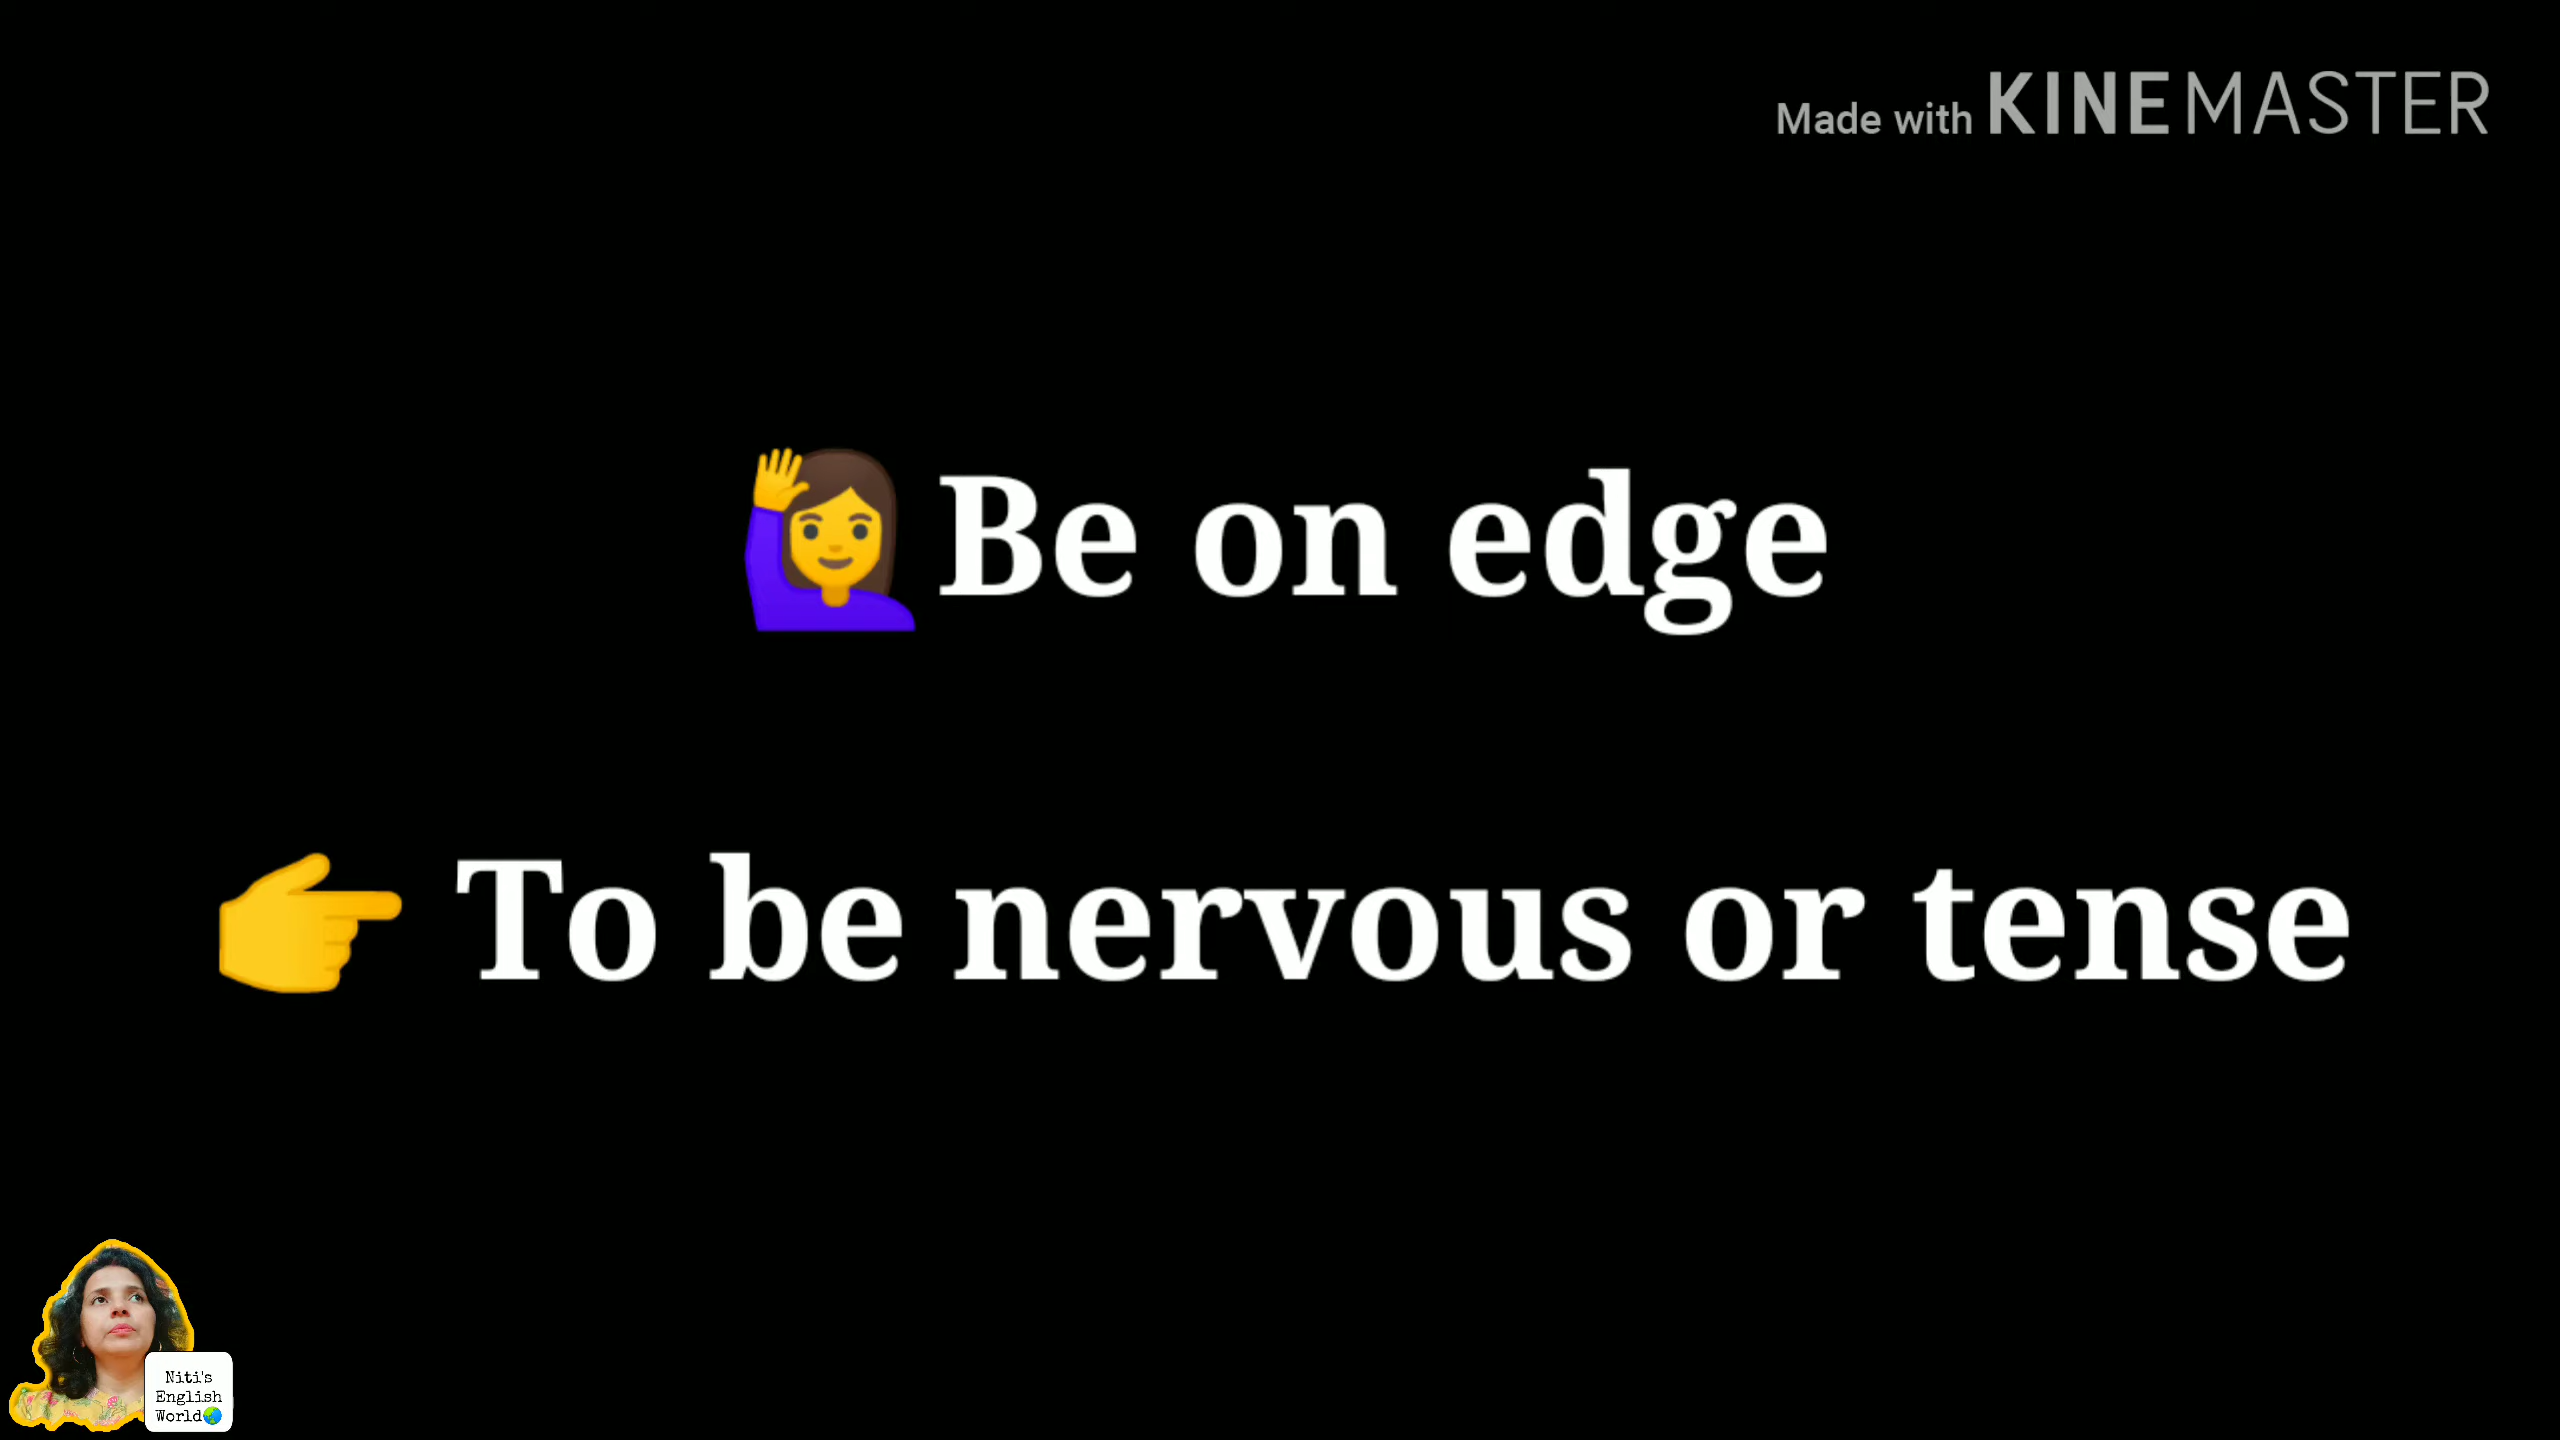 Made with KINEMASTER
🙋‍♀️Be on edge
👉 To be nervous or tense
Niti's
English
World🌏